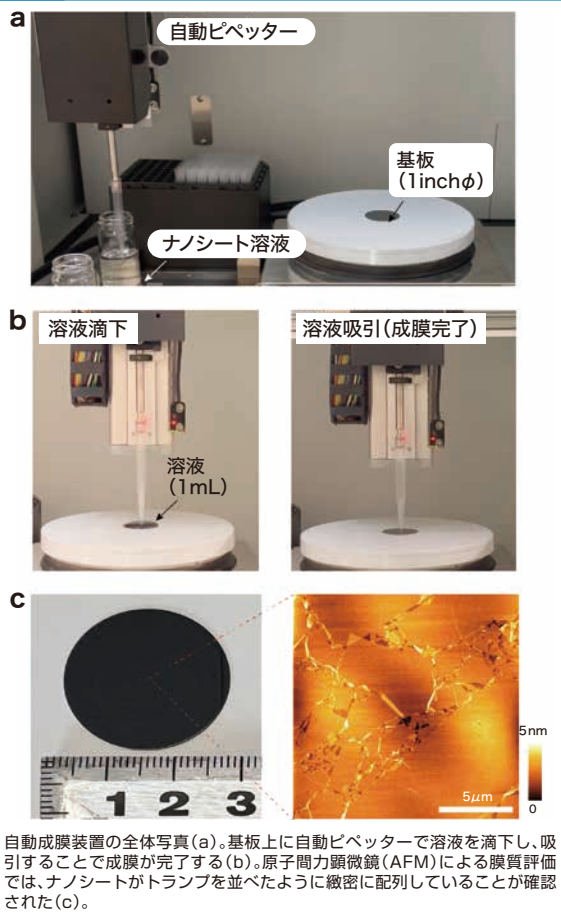 a
自動ピペッター
基板
（1inchφ）
ナノシート溶液
b
溶液滴下
溶液吸引（成膜完了）
溶液
（1mL）
c
1 2 3
5nm
5μm
0
自動成膜装置の全体写真（a）。基板上に自動ピペッターで溶液を滴下し、吸
引することで成膜が完了する（b）。原子間力顕微鏡（AFM）による膜質評価
では、ナノシートがトランプを並べたように緻密に配列していることが確認
された（c）。